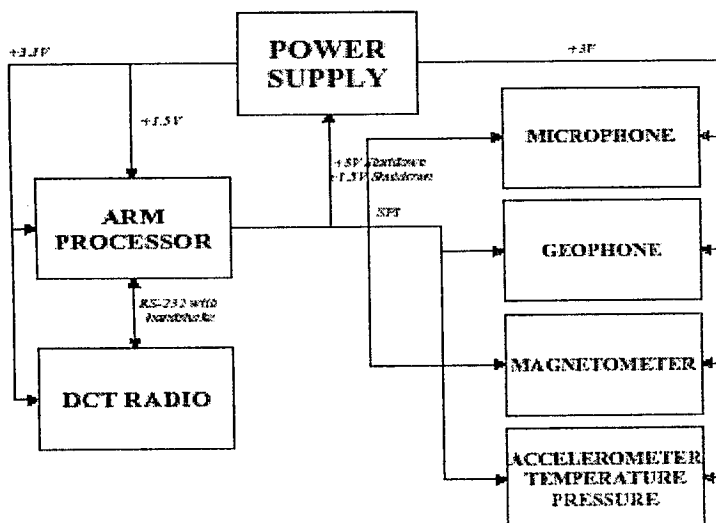 POWER
SUPPLY
+3.3V
+3V
+1.5V
MICROPHONE
+3V Shutdown
+1.5V Shutdown
SPI
ARM
PROCESSOR
GEOPHONE
RS-232 with
handshake
MAGNETOMETER
DCT RADIO
ACCELEROMETER
TEMPERATURE
PRESSURE